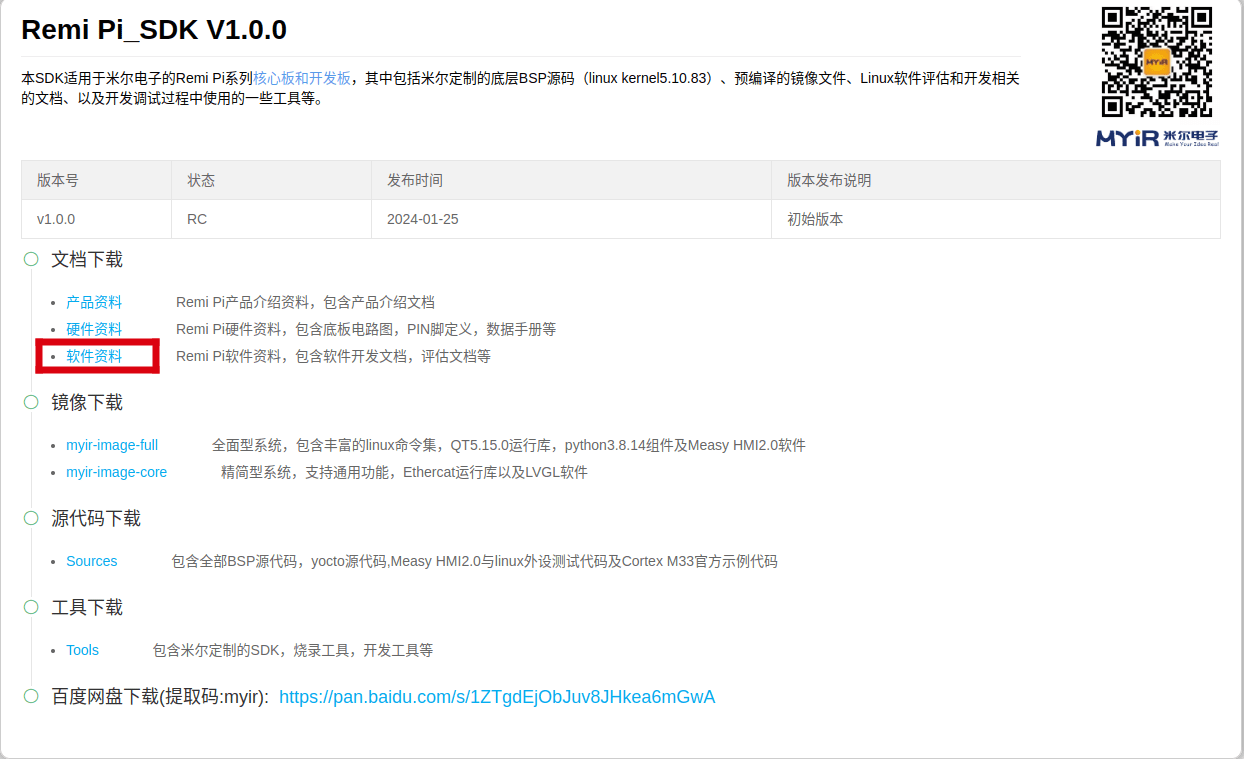 Remi Pi_SDK V1.0.0
本SDK适用于米尔电子的Remi Pi系列核心板和开发板，其中包括米尔定制的底层BSP源码（linux kernel5.10.83）、预编译的镜像文件、Linux软件评估和开发相关
的文档、以及开发调试过程中使用的一些工具等。
MYiR
MYiR 米尔电子
Make Your Idea Real
版本号 状态 发布时间 版本发布说明
v1.0.0 RC 2024-01-25 初始版本
文档下载
产品资料 Remi Pi产品介绍资料，包含产品介绍文档
硬件资料 Remi Pi硬件资料，包含底板电路图，PIN脚定义，数据手册等
软件资料 Remi Pi软件资料，包含软件开发文档，评估文档等
镜像下载
myir-image-full 全面型系统，包含丰富的linux命令集，QT5.15.0运行库，python3.8.14组件及Measy HMI2.0软件
myir-image-core 精简型系统，支持通用功能，Ethercat运行库以及LVGL软件
源代码下载
Sources 包含全部BSP源代码，yocto源代码,Measy HMI2.0与linux外设测试代码及Cortex M33官方示例代码
工具下载
Tools 包含米尔定制的SDK，烧录工具，开发工具等
百度网盘下载(提取码:myir): https://pan.baidu.com/s/1ZTgdEjObJuv8JHkea6mGwA